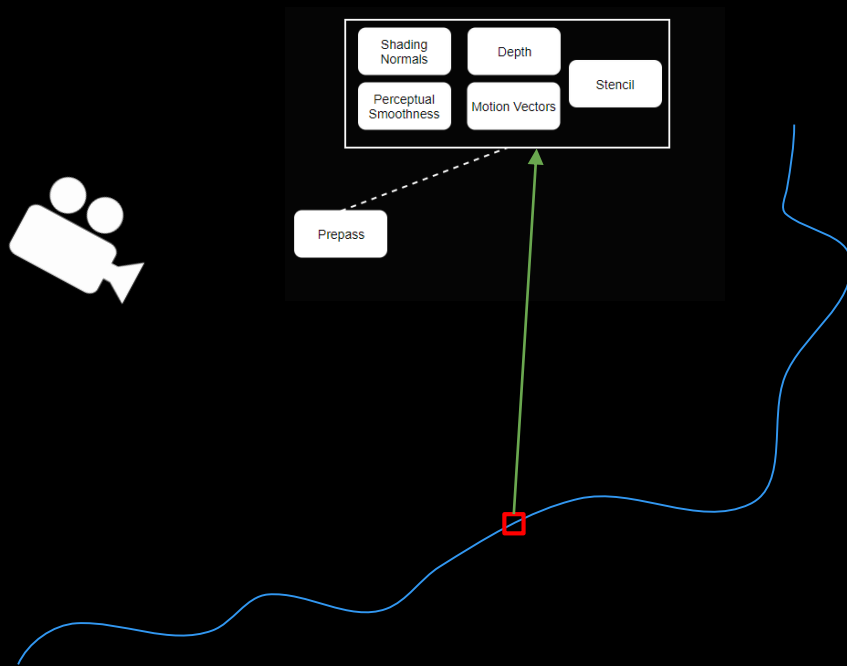 Shading
Normals
Depth
Stencil
Perceptual
Smoothness
Motion Vectors
Prepass